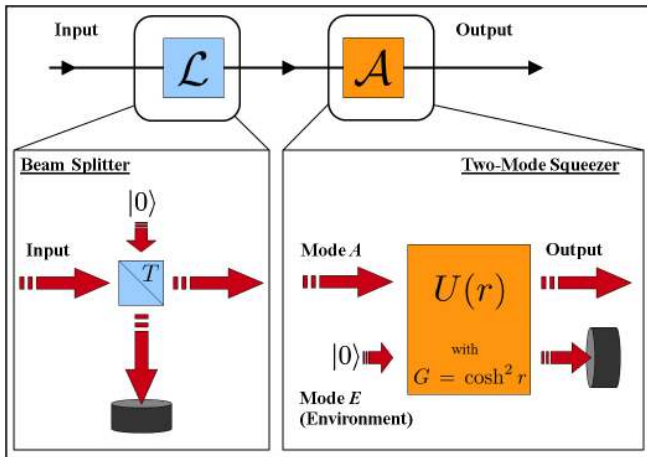 Input
Output
ℒ
𝒜
Beam Splitter
|0⟩
Input
T
Two-Mode Squeezer
Mode A
Output
U(r)
|0⟩
with
G = cosh² r
Mode E
(Environment)